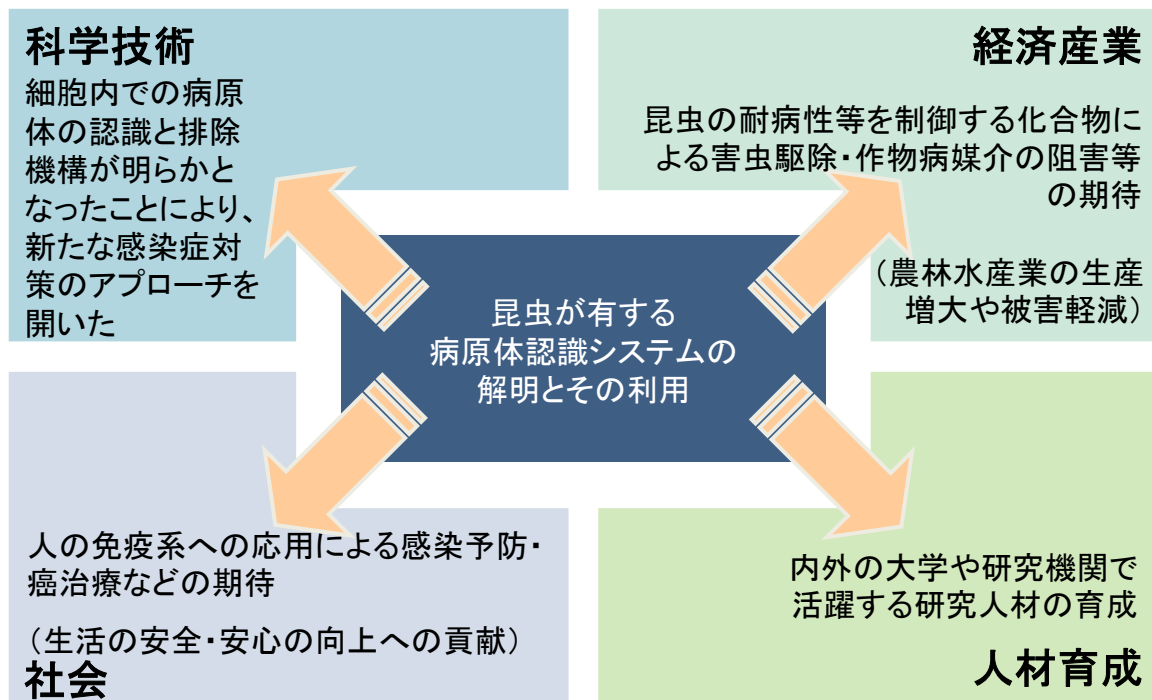 科学技術
細胞内での病原
体の認識と排除
機構が明らかと
なったことにより、
新たな感染症対
策のアプローチを
開いた
経済産業
昆虫の耐病性等を制御する化合物に
よる害虫駆除・作物病媒介の阻害等
の期待
（農林水産業の生産
増大や被害軽減）
昆虫が有する
病原体認識システムの
解明とその利用
人の免疫系への応用による感染予防・
癌治療などの期待
（生活の安全・安心の向上への貢献）
社会
内外の大学や研究機関で
活躍する研究人材の育成
人材育成